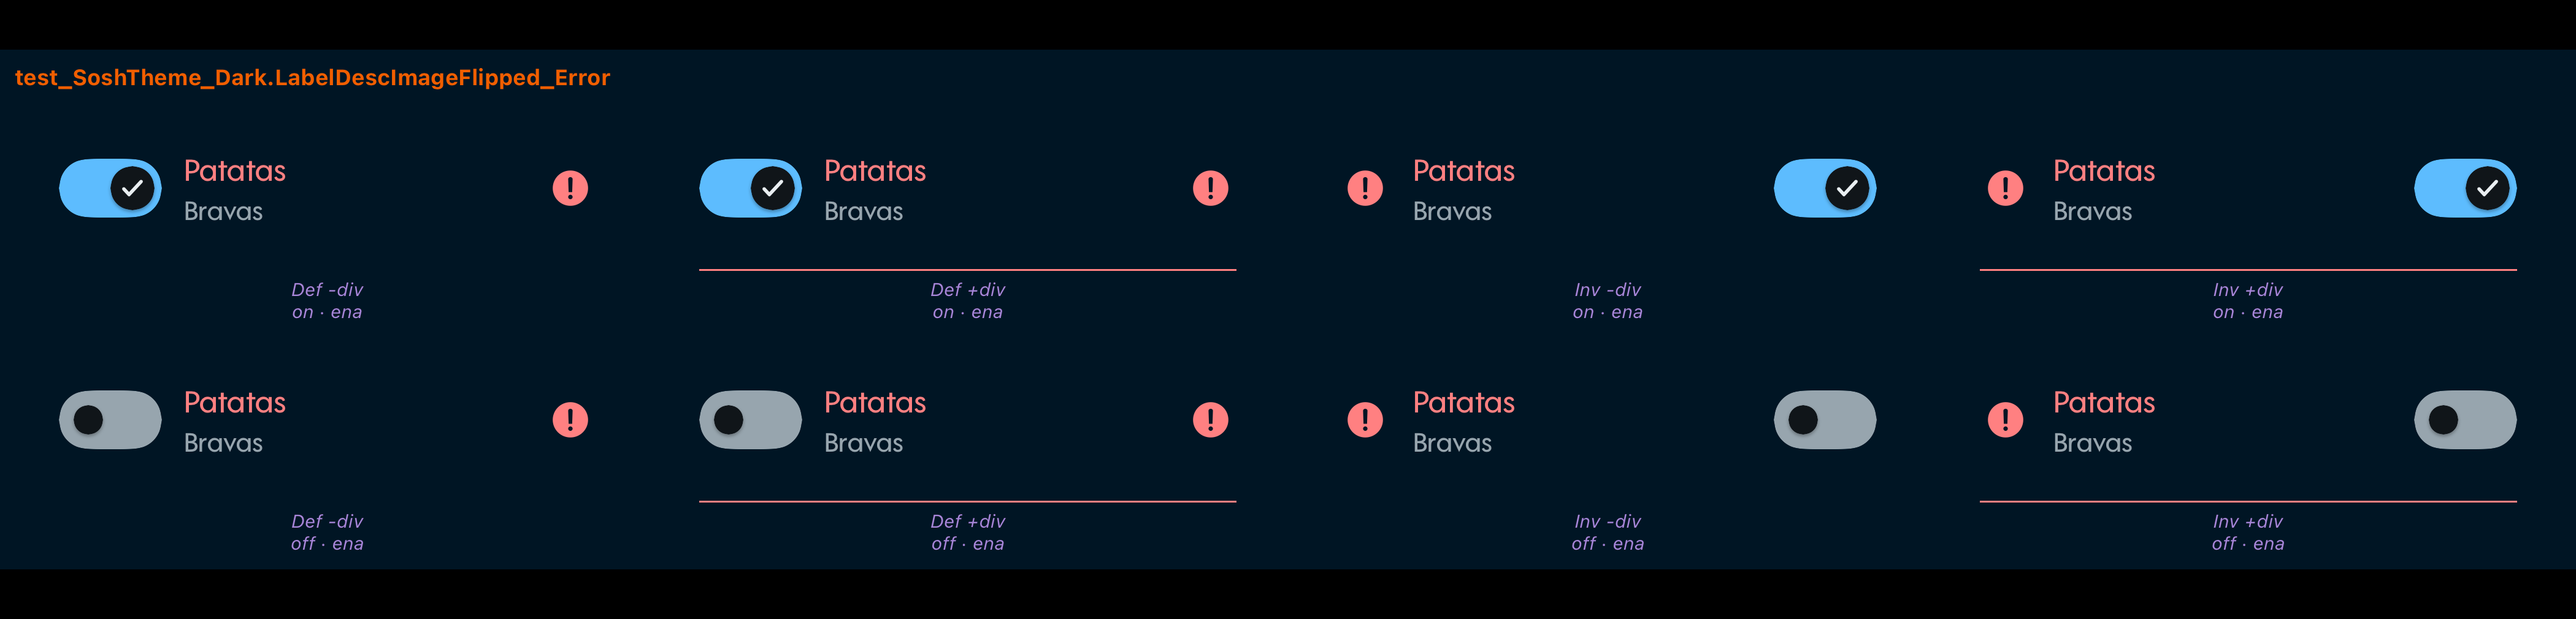 test_SoshTheme_Dark.LabelDescImageFlipped_Error
Patatas
Bravas
Def -div
on · ena
Patatas
Bravas
Def +div
on · ena
Patatas
Bravas
Inv -div
on · ena
Patatas
Bravas
Inv +div
on · ena
Patatas
Bravas
Def -div
off · ena
Patatas
Bravas
Def +div
off · ena
Patatas
Bravas
Inv -div
off · ena
Patatas
Bravas
Inv +div
off · ena